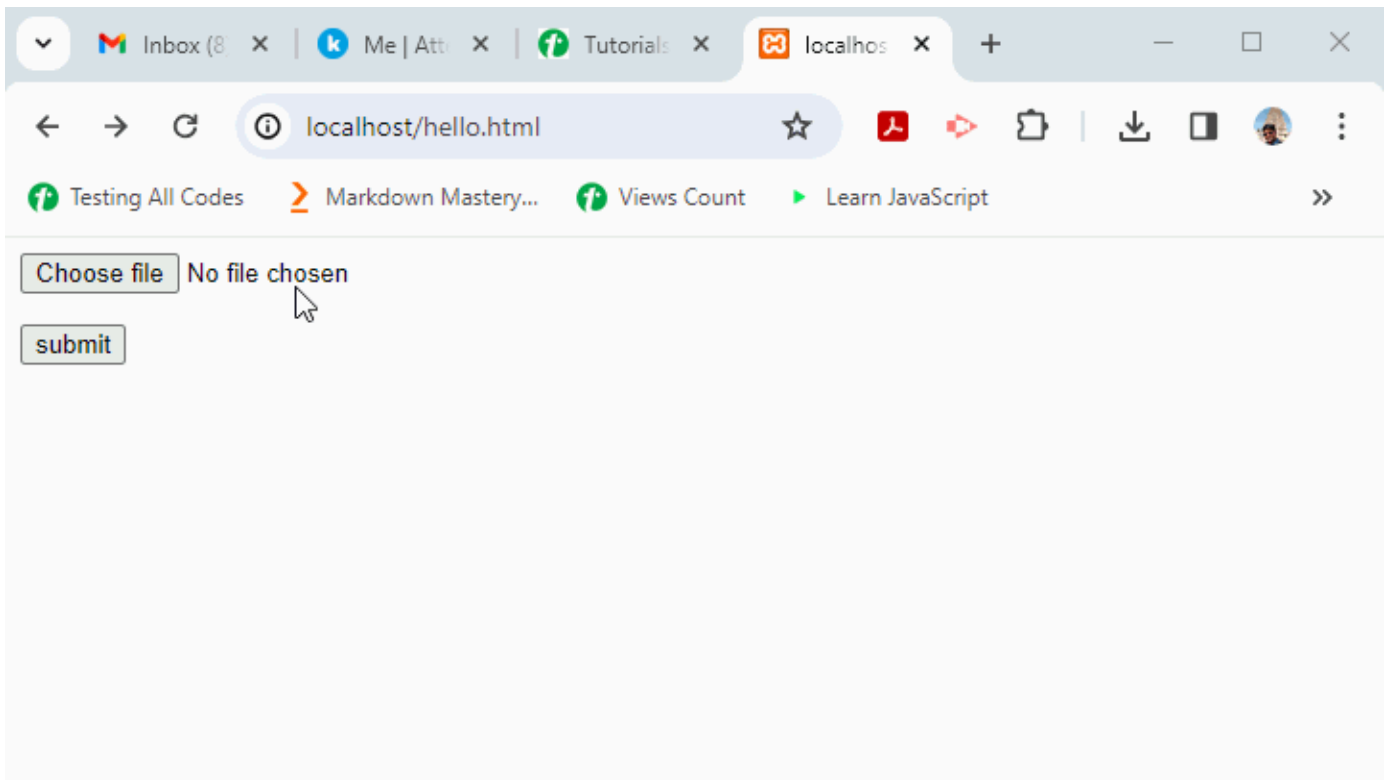 Inbox (8 Me | Att Tutorials localhos
localhost/hello.html
Testing All Codes Markdown Mastery... Views Count Learn JavaScript
Choose file No file chosen
submit